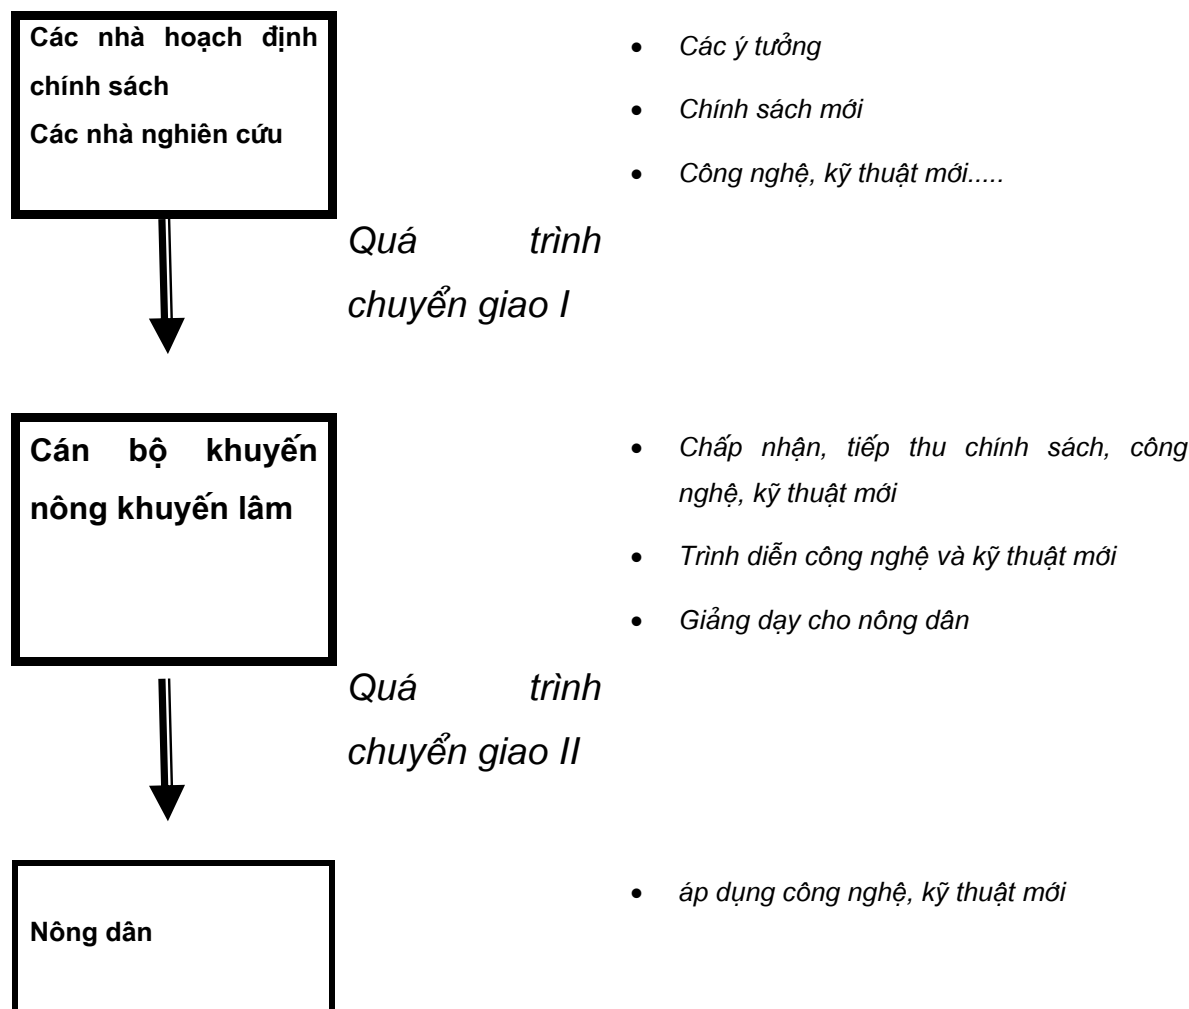 Các nhà hoạch định
chính sách
Các nhà nghiên cứu
• Các ý tưởng
• Chính sách mới
• Công nghệ, kỹ thuật mới.....
Quá trình
chuyển giao I
Cán bộ khuyến
nông khuyến lâm
• Chấp nhận, tiếp thu chính sách, công
nghệ, kỹ thuật mới
• Trình diễn công nghệ và kỹ thuật mới
• Giảng dạy cho nông dân
Quá trình
chuyển giao II
Nông dân
• áp dụng công nghệ, kỹ thuật mới